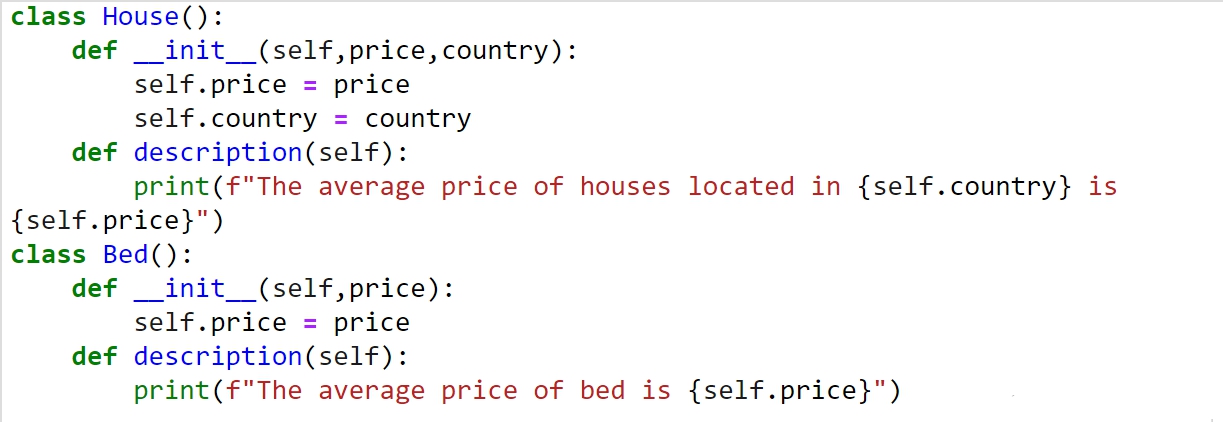 class House():
    def __init__(self,price,country):
        self.price = price
        self.country = country
    def description(self):
        print(f"The average price of houses located in {self.country} is
{self.price}")
class Bed():
    def __init__(self,price):
        self.price = price
    def description(self):
        print(f"The average price of bed is {self.price}")